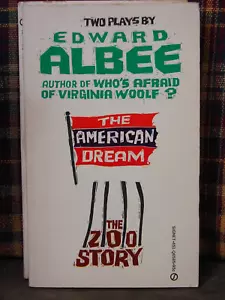 TWO PLAYS BY
EDWARD
ALBEE
AUTHOR OF WHO'S AFRAID
OF VIRGINIA WOOLF?
THE
AMERICAN
DREAM
THE
ZOO
STORY